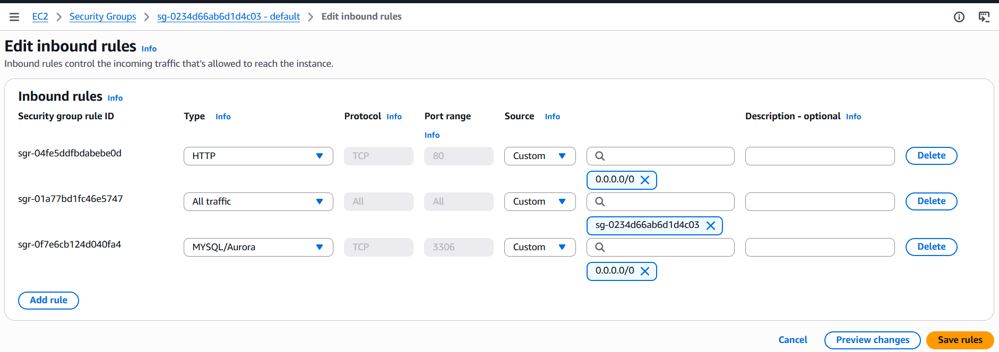 EC2 > Security Groups > sg-0234d66ab6d1d4c03 - default > Edit inbound rules
Edit inbound rules Info
Inbound rules control the incoming traffic that's allowed to reach the instance.
Inbound rules Info
Security group rule ID Type Info Protocol Info Port range Source Info Description - optional Info
Info
sgr-04fe5ddfbdabebe0d HTTP TCP 80 Custom Delete
0.0.0.0/0
sgr-01a77bd1fc46e5747 All traffic All All Custom Delete
sg-0234d66ab6d1d4c03
sgr-0f7e6cb124d040fa4 MYSQL/Aurora TCP 3306 Custom Delete
0.0.0.0/0
Add rule
Cancel Preview changes Save rules